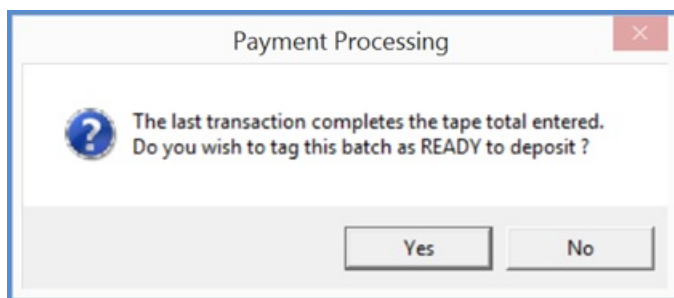 Payment Processing
The last transaction completes the tape total entered.
Do you wish to tag this batch as READY to deposit ?
Yes
No